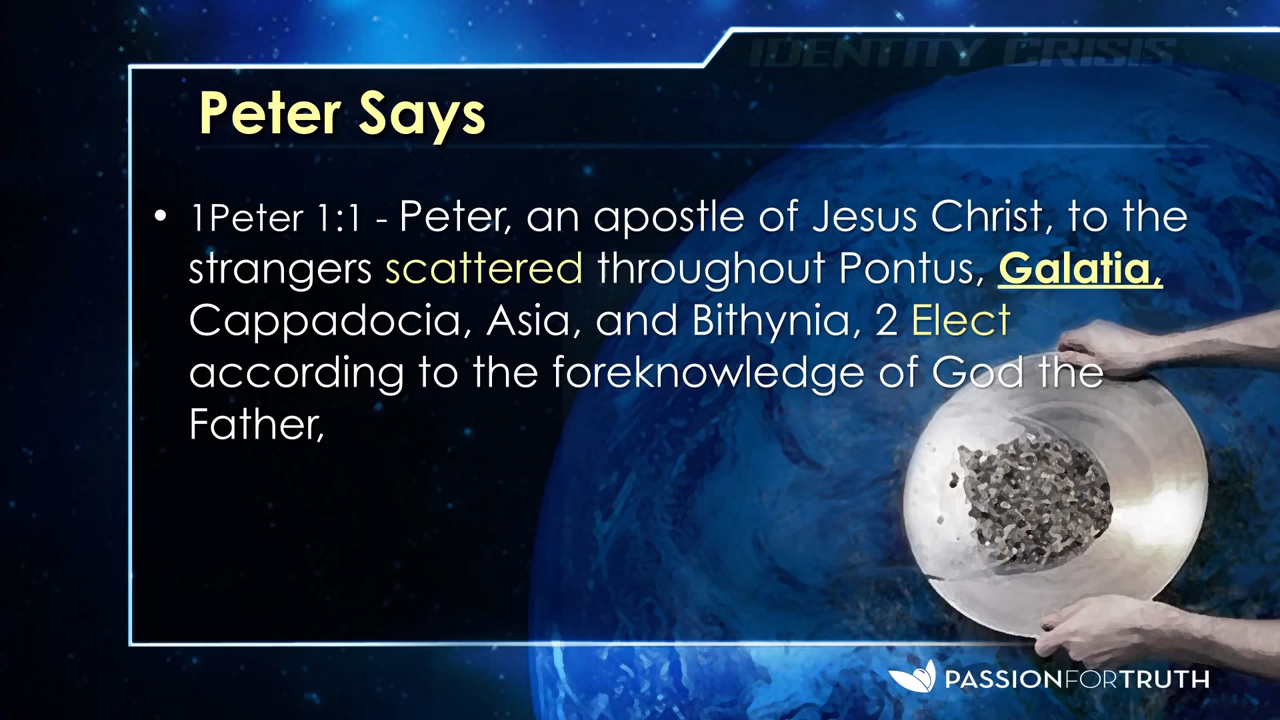 IDENTITY CRISIS
Peter Says
• 1Peter 1:1 - Peter, an apostle of Jesus Christ, to the
strangers scattered throughout Pontus, Galatia,
Cappadocia, Asia, and Bithynia, 2 Elect
according to the foreknowledge of God the
Father,
PASSIONFORTRUTH